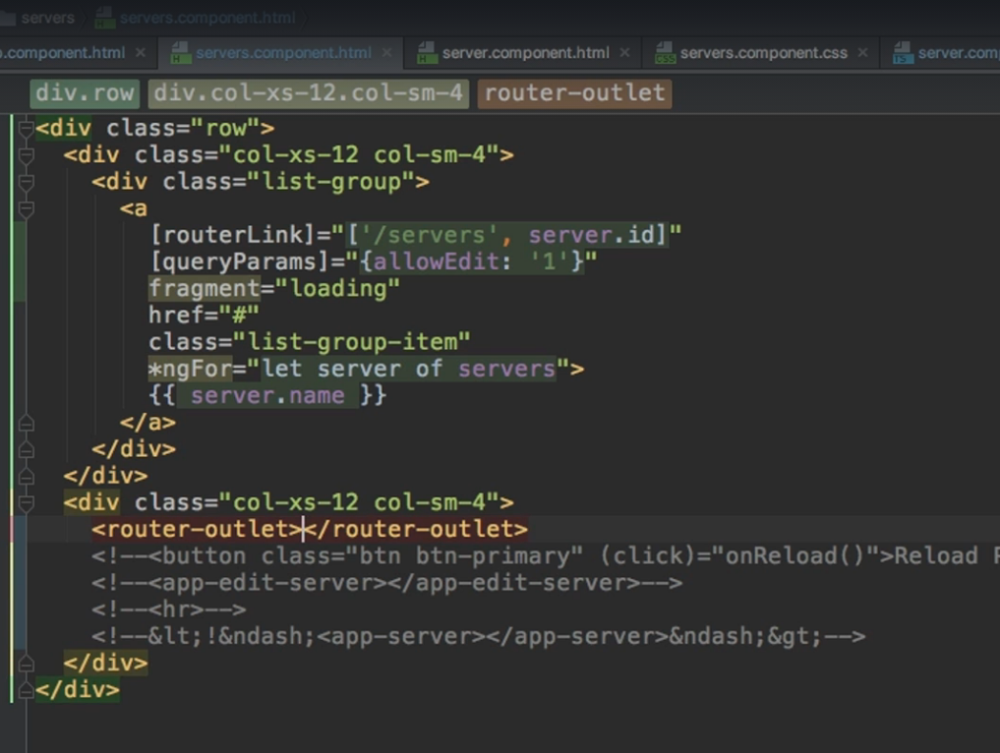 servers servers.component.html
.component.html × servers.component.html × server.component.html × servers.component.css × server.com
div.row div.col-xs-12.col-sm-4 router-outlet
<div class="row">
<div class="col-xs-12 col-sm-4">
<div class="list-group">
<a
[routerLink]="['/servers', server.id]"
[queryParams]="{allowEdit: '1'}"
fragment="loading"
href="#"
class="list-group-item"
*ngFor="let server of servers">
{{ server.name }}
</a>
</div>
</div>
<div class="col-xs-12 col-sm-4">
<router-outlet></router-outlet>
<!--<button class="btn btn-primary" (click)="onReload()">Reload
<!--<app-edit-server></app-edit-server>-->
<!--<hr>-->
<!--&lt;!&ndash;<app-server></app-server>&ndash;&gt;-->
</div>
</div>